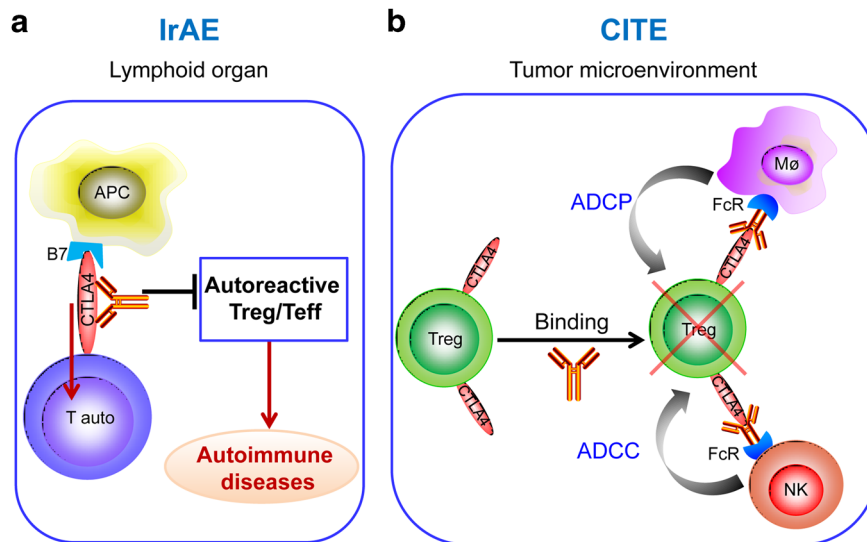 a
IrAE
Lymphoid organ
APC
B7
CTLA4
Autoreactive
Treg/Teff
T auto
Autoimmune
diseases
b
CITE
Tumor microenvironment
Mø
FcR
ADCP
CTLA4
CTLA4
Treg
Binding
Treg
CTLA4
CTLA4
ADCC
FcR
NK